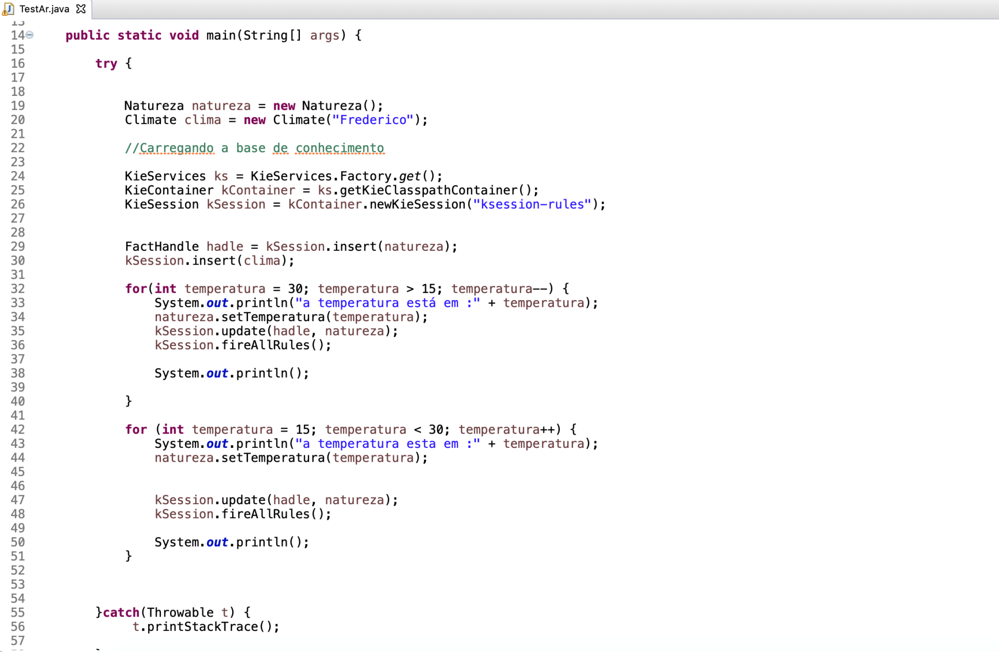 TestAr.java
14 public static void main(String[] args) {
15
16 try {
17
18
19 Natureza natureza = new Natureza();
20 Climate clima = new Climate("Frederico");
21
22 //Carregando a base de conhecimento
23
24 KieServices ks = KieServices.Factory.get();
25 KieContainer kContainer = ks.getKieClasspathContainer();
26 KieSession kSession = kContainer.newKieSession("ksession-rules");
27
28
29 FactHandle hadle = kSession.insert(natureza);
30 kSession.insert(clima);
31
32 for(int temperatura = 30; temperatura > 15; temperatura--) {
33 System.out.println("a temperatura está em :" + temperatura);
34 natureza.setTemperatura(temperatura);
35 kSession.update(hadle, natureza);
36 kSession.fireAllRules();
37
38 System.out.println();
39
40 }
41
42 for (int temperatura = 15; temperatura < 30; temperatura++) {
43 System.out.println("a temperatura esta em :" + temperatura);
44 natureza.setTemperatura(temperatura);
45
46
47 kSession.update(hadle, natureza);
48 kSession.fireAllRules();
49
50 System.out.println();
51 }
52
53
54
55 }catch(Throwable t) {
56 t.printStackTrace();
57